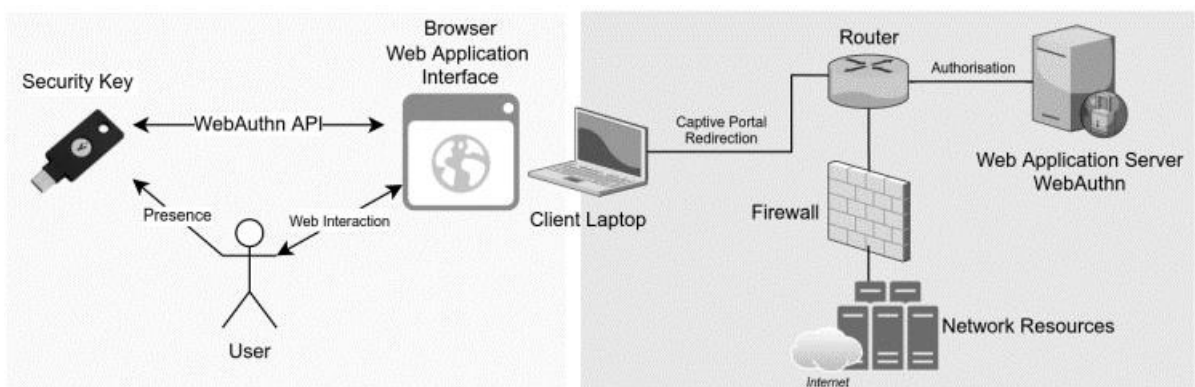 Security Key
WebAuthn API
Browser
Web Application
Interface
Presence
Web Interaction
User
Client Laptop
Captive Portal
Redirection
Router
Authorisation
Web Application Server
WebAuthn
Firewall
Network Resources
Internet